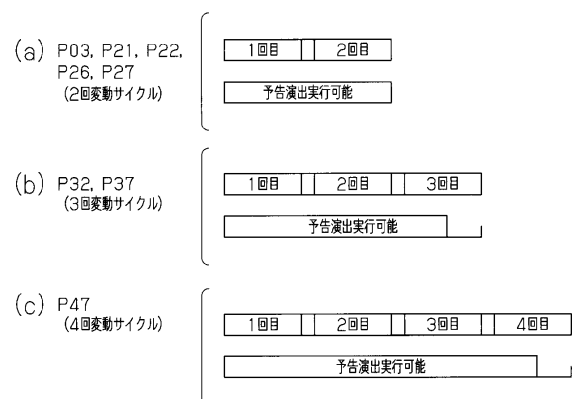 (a) P03, P21, P22,
P26, P27
(2回変動サイクル)
1回目 2回目
予告演出実行可能
(b) P32, P37
(3回変動サイクル)
1回目 2回目 3回目
予告演出実行可能
(c) P47
(4回変動サイクル)
1回目 2回目 3回目 4回目
予告演出実行可能